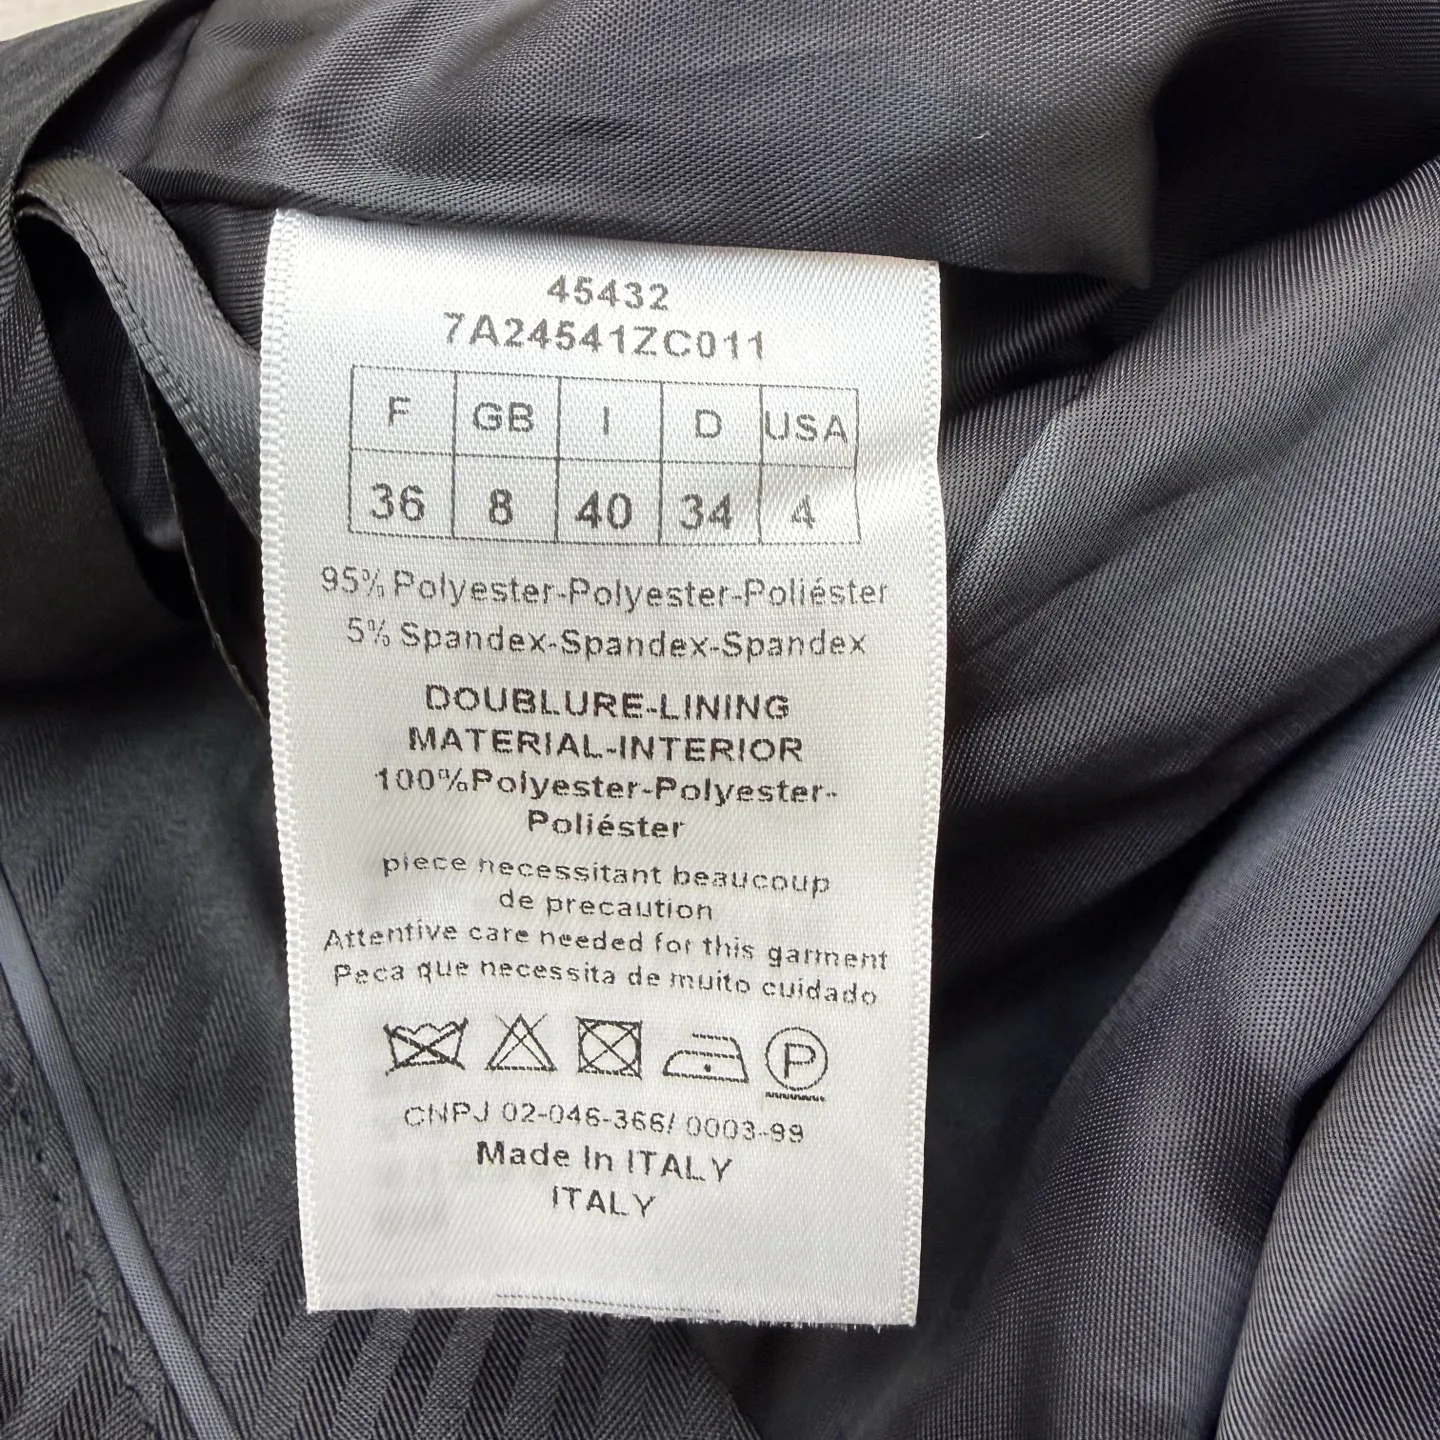 45432
7A24541ZC011
F GB I D USA
36 8 40 34 4
95% Polyester-Polyester-Poliéster
5% Spandex-Spandex-Spandex
DOUBLURE-LINING
MATERIAL-INTERIOR
100%Polyester-Polyester-
Poliéster
piece necessitant beaucoup
de precaution
Attentive care needed for this garment
Peca que necessita de muito cuidado
P
CNPJ 02-046-366/ 0003-99
Made In ITALY
ITALY